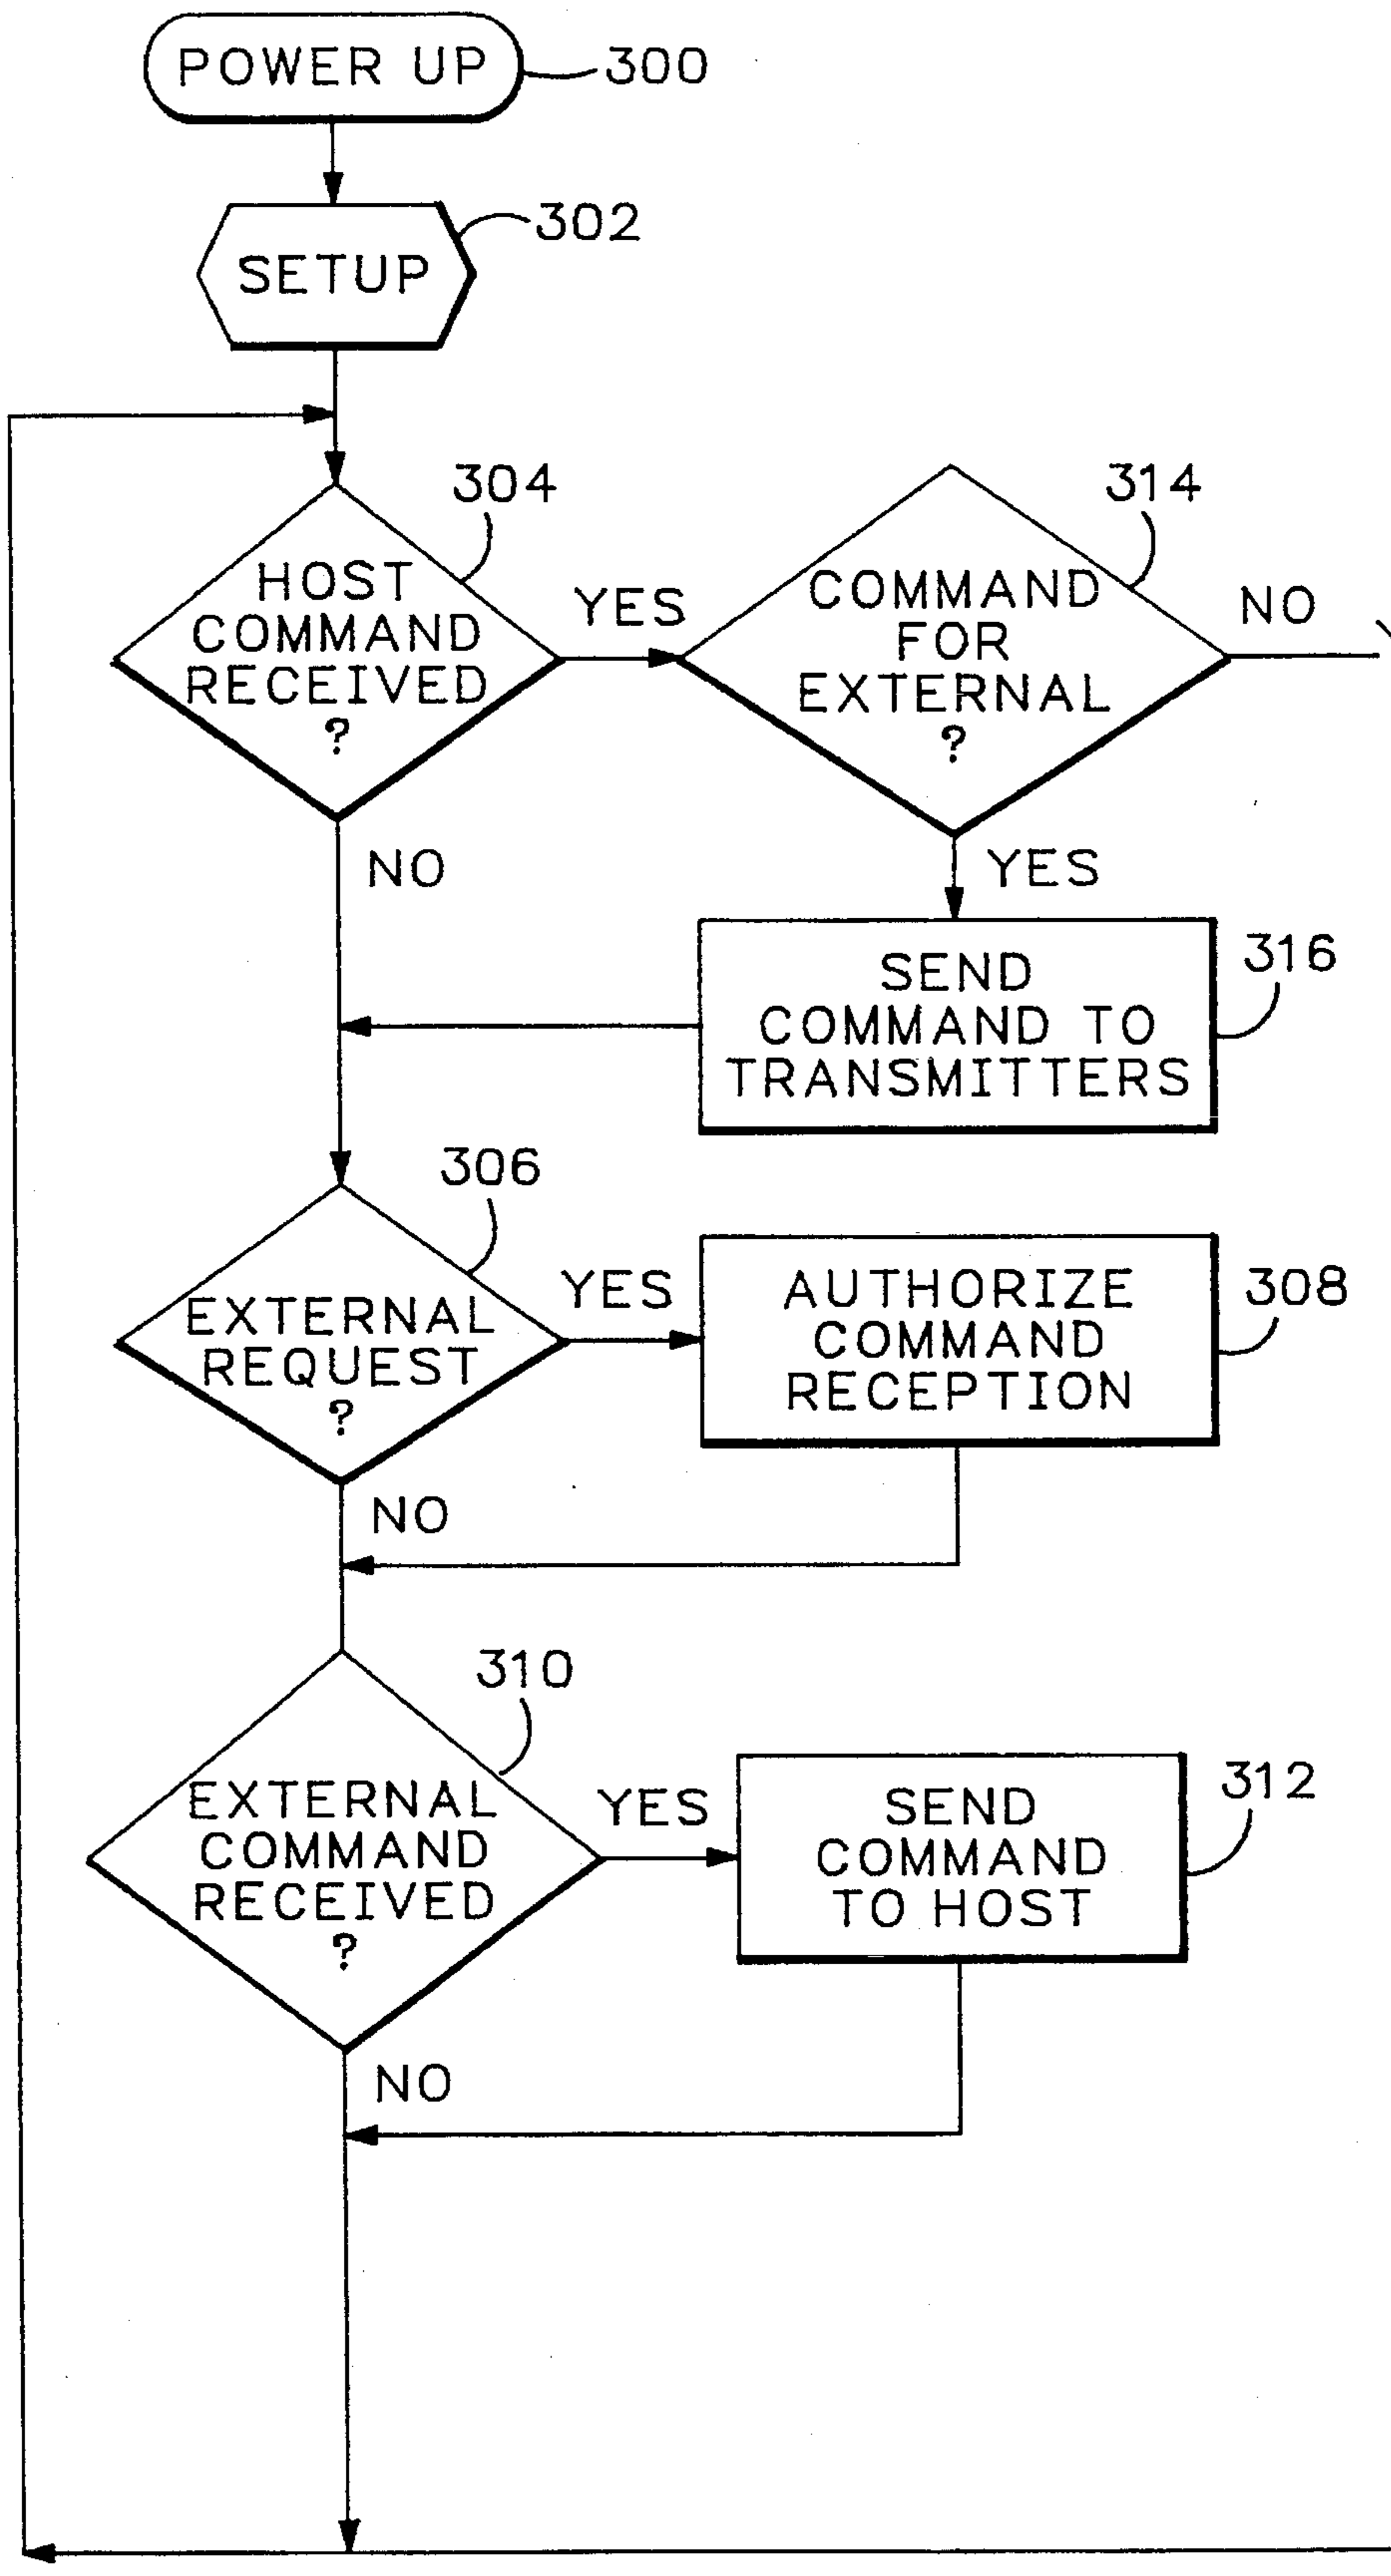 POWER UP
300
SETUP
302
304
HOST
COMMAND
RECEIVED
?
YES
NO
314
COMMAND
FOR
EXTERNAL
?
NO
YES
316
SEND
COMMAND TO
TRANSMITTERS
306
EXTERNAL
REQUEST
?
YES
NO
308
AUTHORIZE
COMMAND
RECEPTION
310
EXTERNAL
COMMAND
RECEIVED
?
YES
NO
312
SEND
COMMAND
TO HOST